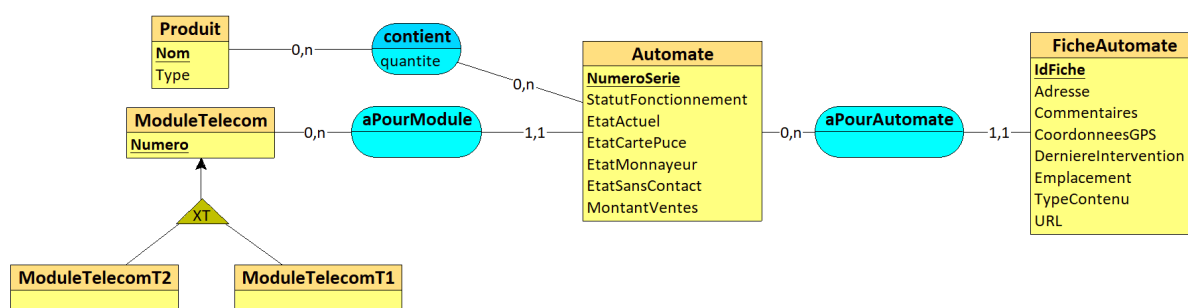 Produit
Nom
Type
0,n
contient
quantite
0,n
Automate
NumeroSerie
StatutFonctionnement
EtatActuel
EtatCartePuce
EtatMonnayeur
EtatSansContact
MontantVentes
FicheAutomate
IdFiche
Adresse
Commentaires
CoordonneesGPS
DerniereIntervention
Emplacement
TypeContenu
URL
ModuleTelecom
Numero
0,n
aPourModule
1,1
0,n
aPourAutomate
1,1
XT
ModuleTelecomT2
ModuleTelecomT1